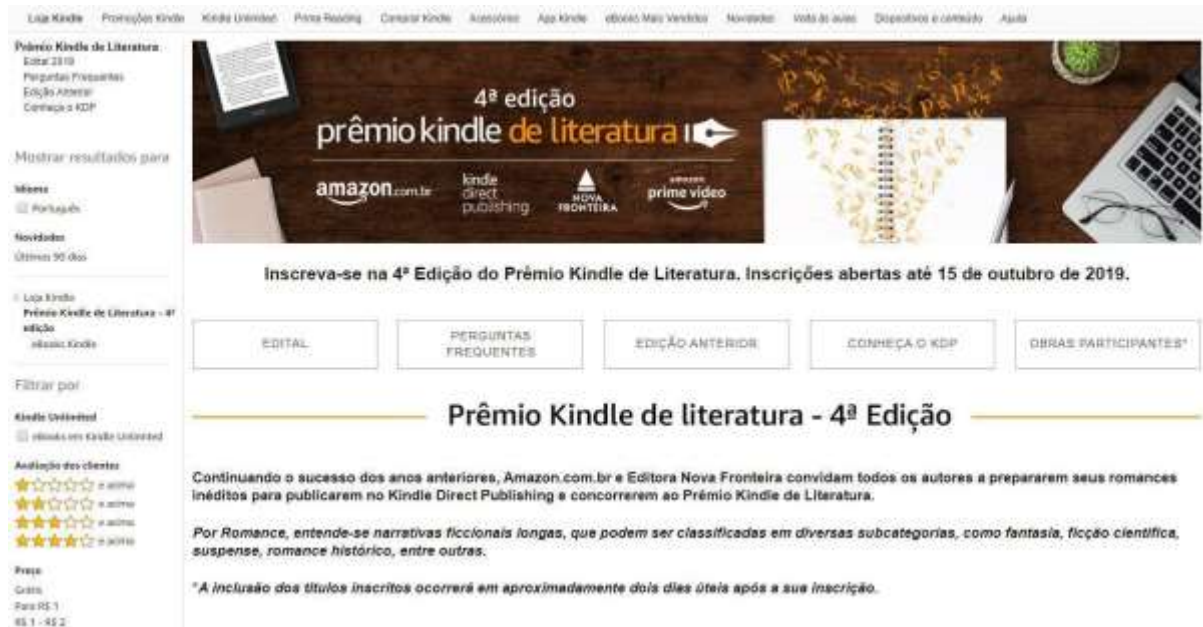 Loja Kindle Promoções Kindle Kindle Unlimited Prime Reading Comprar Kindle Acessórios App Kindle eBooks Mais Vendidos Novidades Volta às aulas Dispositivos e conteúdo Ajuda
Prêmio Kindle de Literatura
Edital 2019
Perguntas Frequentes
Edição Anterior
Conheça o KDP
Mostrar resultados para
Idioma
Português
Novidades
Últimos 90 dias
Loja Kindle
Prêmio Kindle de Literatura - 4ª
edição
eBooks Kindle
Filtrar por
Kindle Unlimited
eBooks em Kindle Unlimited
Avaliação dos clientes
e acima
e acima
e acima
e acima
Preço
Grátis
Para R$ 1
R$ 1 - R$ 2
4ª edição
prêmio kindle de literatura
amazon.com.br
kindle
direct
publishing
NOVA
FRONTEIRA
amazon
prime video
Inscreva-se na 4ª Edição do Prêmio Kindle de Literatura. Inscrições abertas até 15 de outubro de 2019.
EDITAL
PERGUNTAS
FREQUENTES
EDIÇÃO ANTERIOR
CONHEÇA O KDP
OBRAS PARTICIPANTES*
Prêmio Kindle de literatura - 4ª Edição
Continuando o sucesso dos anos anteriores, Amazon.com.br e Editora Nova Fronteira convidam todos os autores a prepararem seus romances
inéditos para publicarem no Kindle Direct Publishing e concorrerem ao Prêmio Kindle de Literatura.
Por Romance, entende-se narrativas ficcionais longas, que podem ser classificadas em diversas subcategorias, como fantasia, ficção científica,
suspense, romance histórico, entre outras.
*A inclusão dos títulos inscritos ocorrerá em aproximadamente dois dias úteis após a sua inscrição.